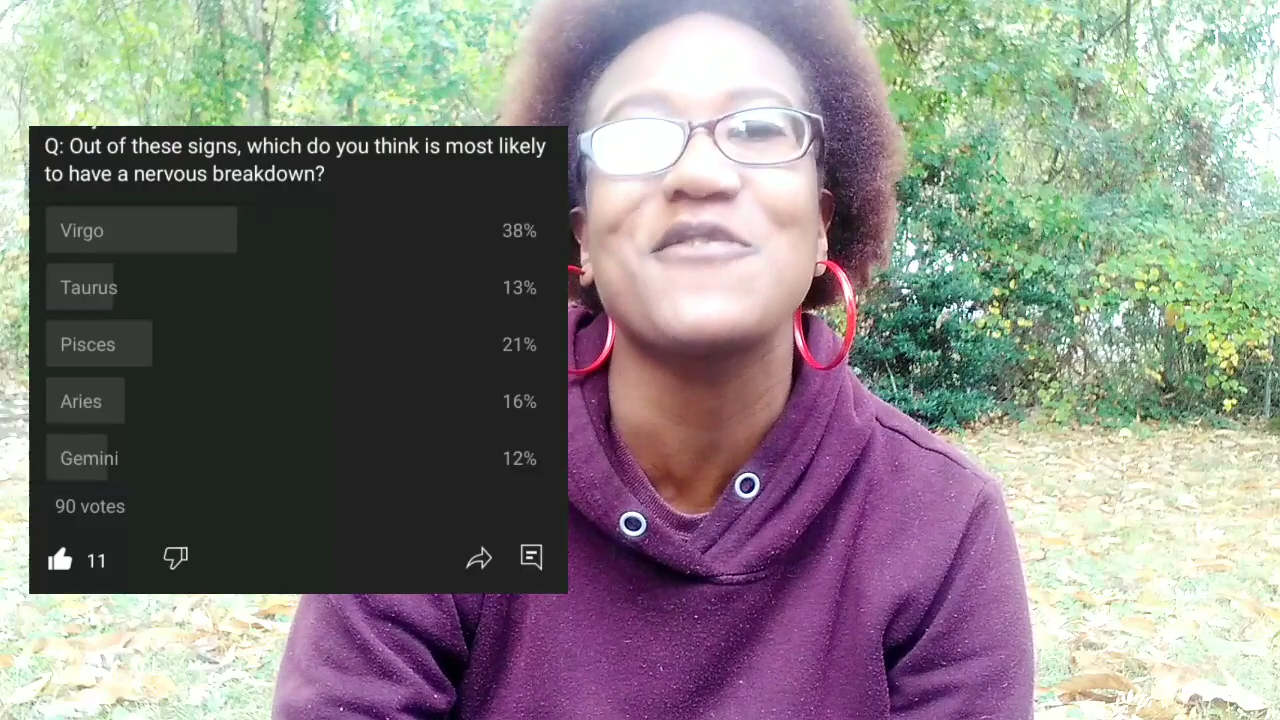 Q: Out of these signs, which do you think is most likely
to have a nervous breakdown?
Virgo 38%
Taurus 13%
Pisces 21%
Aries 16%
Gemini 12%
90 votes
11